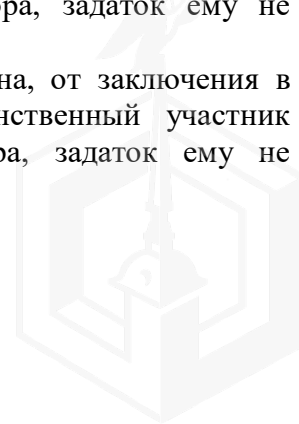 ра, задаток ему не
на, от заключения в
нственный участник
ра, задаток ему не